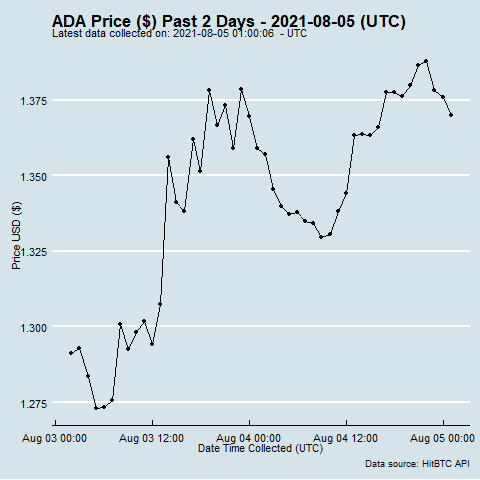 ADA Price ($) Past 2 Days - 2021-08-05 (UTC)
Latest data collected on: 2021-08-05 01:00:06 - UTC
Price USD ($)
1.375
1.350
1.325
1.300
1.275
Aug 03 00:00 Aug 03 12:00 Aug 04 00:00 Aug 04 12:00 Aug 05 00:00
Date Time Collected (UTC)
Data source: HitBTC API